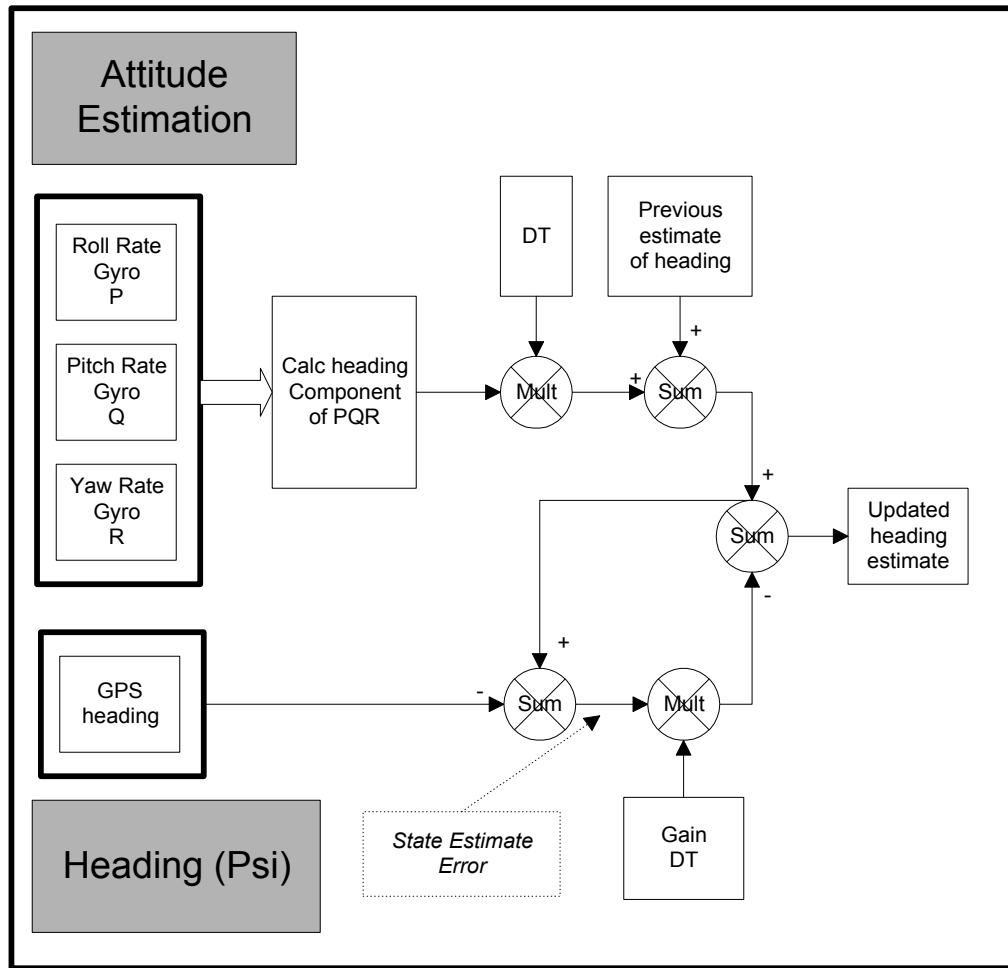 Attitude
Estimation
Roll Rate
Gyro
P
Pitch Rate
Gyro
Q
Yaw Rate
Gyro
R
Calc heading
Component
of PQR
DT
Previous
estimate
of heading
Mult
+
+
Sum
+
Sum
-
Updated
heading
estimate
GPS
heading
-
+
Sum
Mult
State Estimate
Error
Gain
DT
Heading (Psi)